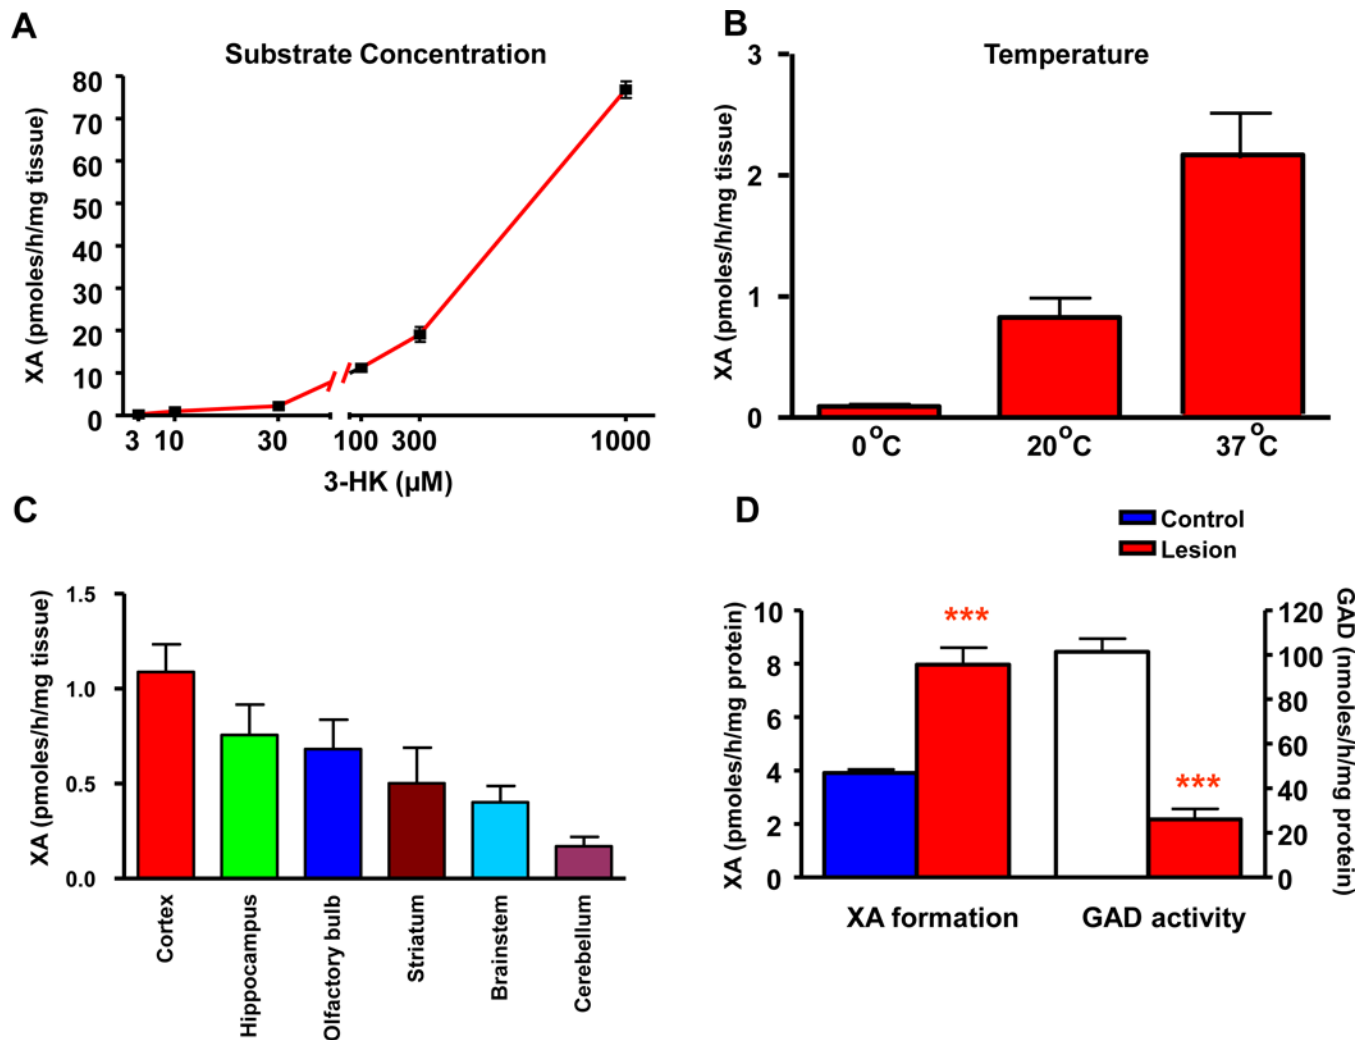 A
Substrate Concentration
XA (pmoles/h/mg tissue)
80
70
60
50
40
30
20
10
0
3 10 30 100 300 1000
3-HK (µM)
B
Temperature
XA (pmoles/h/mg tissue)
3
2
1
0
0°C 20°C 37°C
C
XA (pmoles/h/mg tissue)
1.5
1.0
0.5
0.0
Cortex
Hippocampus
Olfactory bulb
Striatum
Brainstem
Cerebellum
D
Control
Lesion
XA (pmoles/h/mg protein)
10
8
6
4
2
0
***
***
120
100
80
60
40
20
0
GAD (nmoles/h/mg protein)
XA formation GAD activity